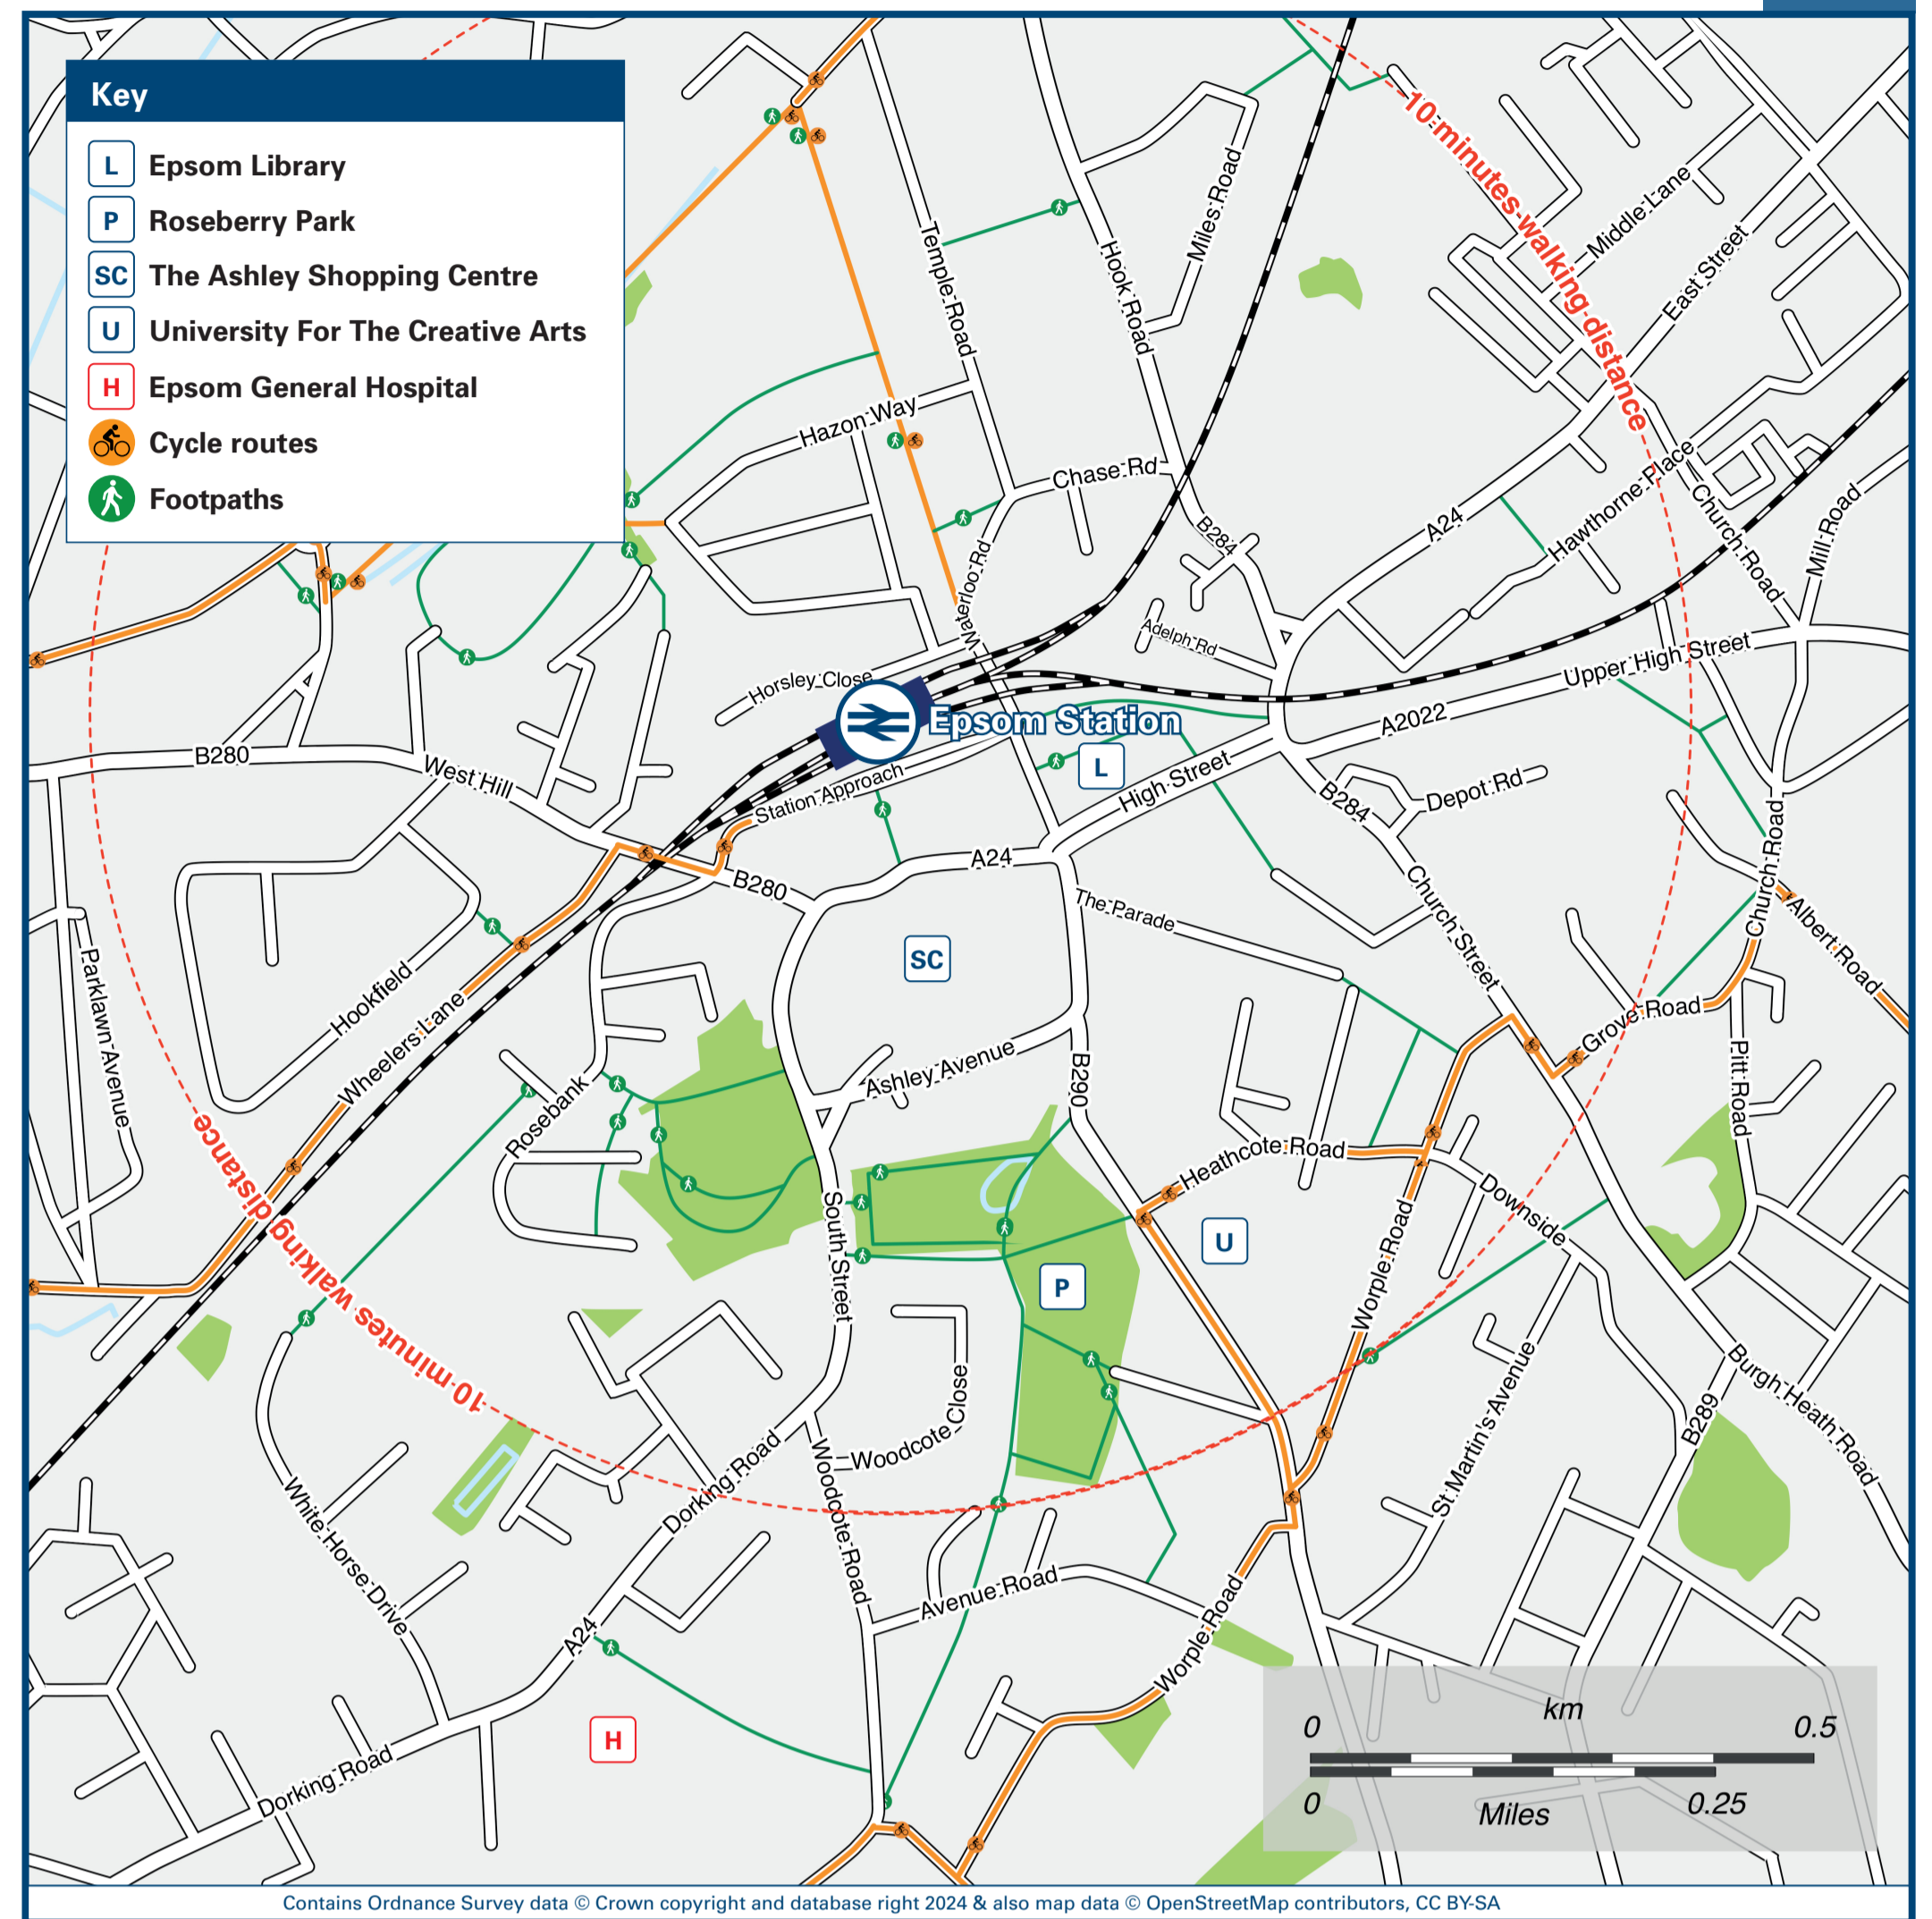 Key
L Epsom Library
P Roseberry Park
SC The Ashley Shopping Centre
U University For The Creative Arts
H Epsom General Hospital
Cycle routes
Footpaths
10 minutes walking distance
Middle Lane
East Street
Miles Road
Hook Road
Temple Road
Hazon Way
Chase Rd
B284
A24
Hawthorne Place
Church Road
Mill Road
Waterloo Rd
Adelph Rd
Upper High Street
Horsley Close
Epsom Station
A2022
B280
West Hill
Station Approach
L
High Street
B284
Depot Rd
A24
B280
The Parade
Church Street
Church Road
Albert Road
SC
Parklawn Avenue
Hookfield
Wheelers Lane
Grove Road
Ashley Avenue
B290
Pitt Road
Rosebank
Heathcote Road
10 minutes walking distance
South Street
U
Downside
P
Worple Road
Burgh Heath Road
St Martin's Avenue
B289
Woodcote Close
Dorking Road
Woodcote Road
White Horse Drive
Avenue Road
A24
Worple Road
H
Dorking Road
km
0 0.5
0 0.25
Miles
Contains Ordnance Survey data © Crown copyright and database right 2024 & also map data © OpenStreetMap contributors, CC BY-SA